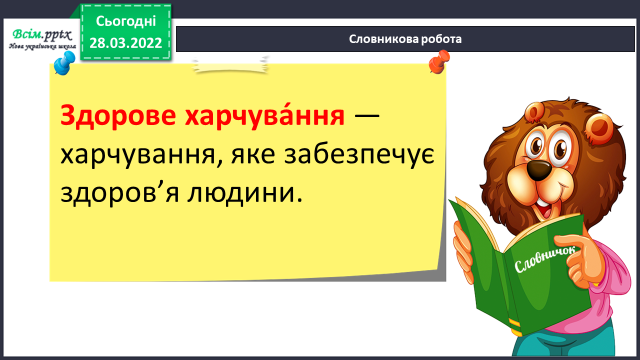 Всім.pptx
Нова українська школа
Сьогодні
28.03.2022
Словникова робота
Здорове харчува́ння —
харчування, яке забезпечує
здоров’я людини.
Словничок